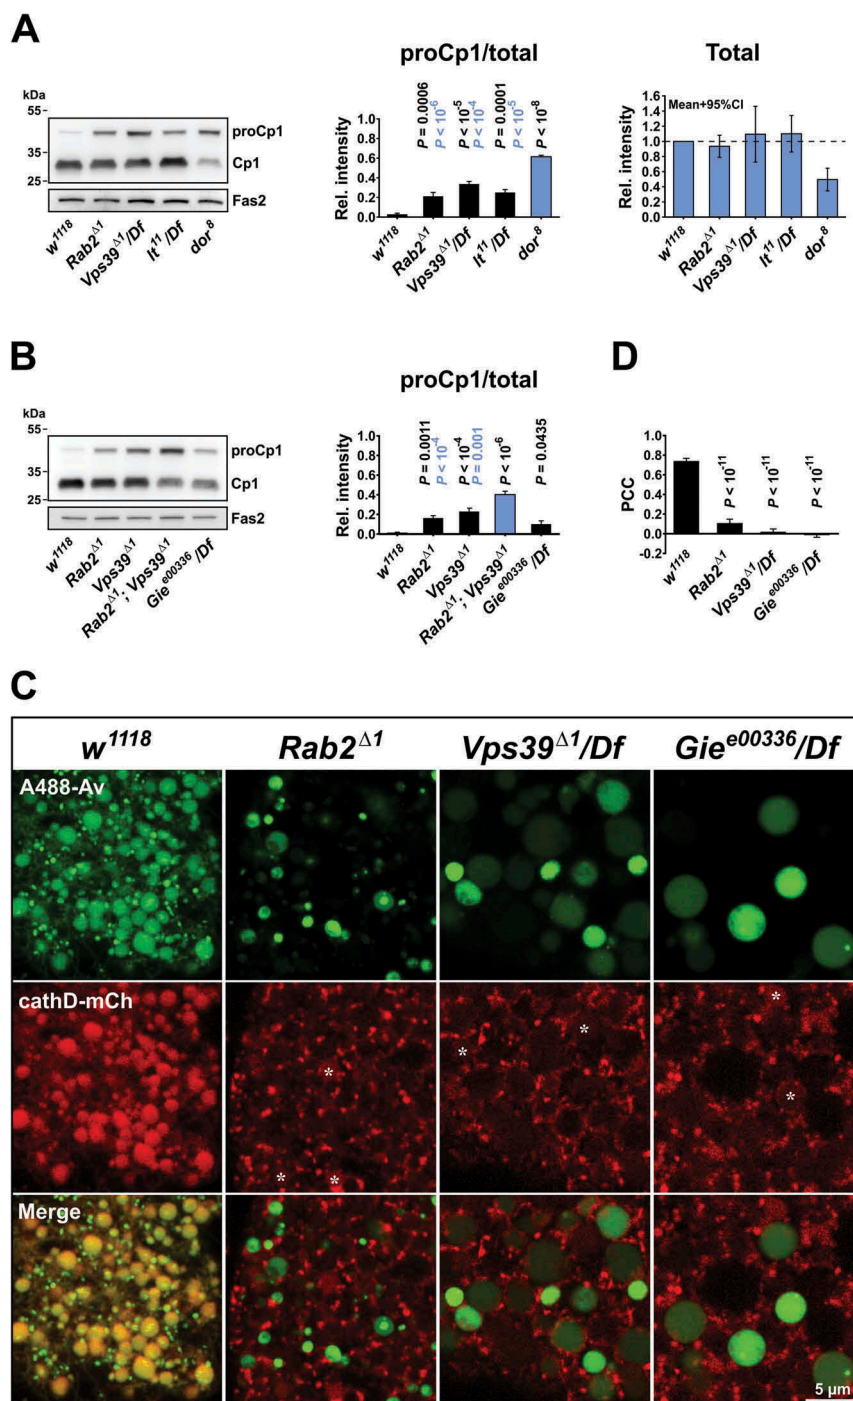 A
kDa
55
35
25
proCp1
Cp1
Fas2
w1118
Rab2Δ1
Vps39Δ1/Df
lt11/Df
dor8
proCp1/total
P = 0.0006
P < 10-6
P < 10-5
P < 10-4
P = 0.0001
P < 10-5
P < 10-8
Rel. intensity
1.0
0.8
0.6
0.4
0.2
0.0
w1118
Rab2Δ1
Vps39Δ1/Df
lt11/Df
dor8
Total
Mean+95%CI
Rel. intensity
1.6
1.4
1.2
1.0
0.8
0.6
0.4
0.2
0.0
w1118
Rab2Δ1
Vps39Δ1/Df
lt11/Df
dor8
B
kDa
55
35
25
proCp1
Cp1
Fas2
w1118
Rab2Δ1
Vps39Δ1
Rab2Δ1; Vps39Δ1
Giee00336/Df
proCp1/total
P = 0.0011
P < 10-4
P < 10-4
P = 0.001
P < 10-6
P = 0.0435
Rel. intensity
1.0
0.8
0.6
0.4
0.2
0.0
w1118
Rab2Δ1
Vps39Δ1
Rab2Δ1; Vps39Δ1
Giee00336/Df
D
PCC
1.0
0.8
0.6
0.4
0.2
0.0
-0.2
P < 10-11
P < 10-11
P < 10-11
w1118
Rab2Δ1
Vps39Δ1/Df
Giee00336/Df
C
w1118 Rab2Δ1 Vps39Δ1/Df Giee00336/Df
A488-Av
cathD-mCh
* * *
* *
* *
Merge
5 µm